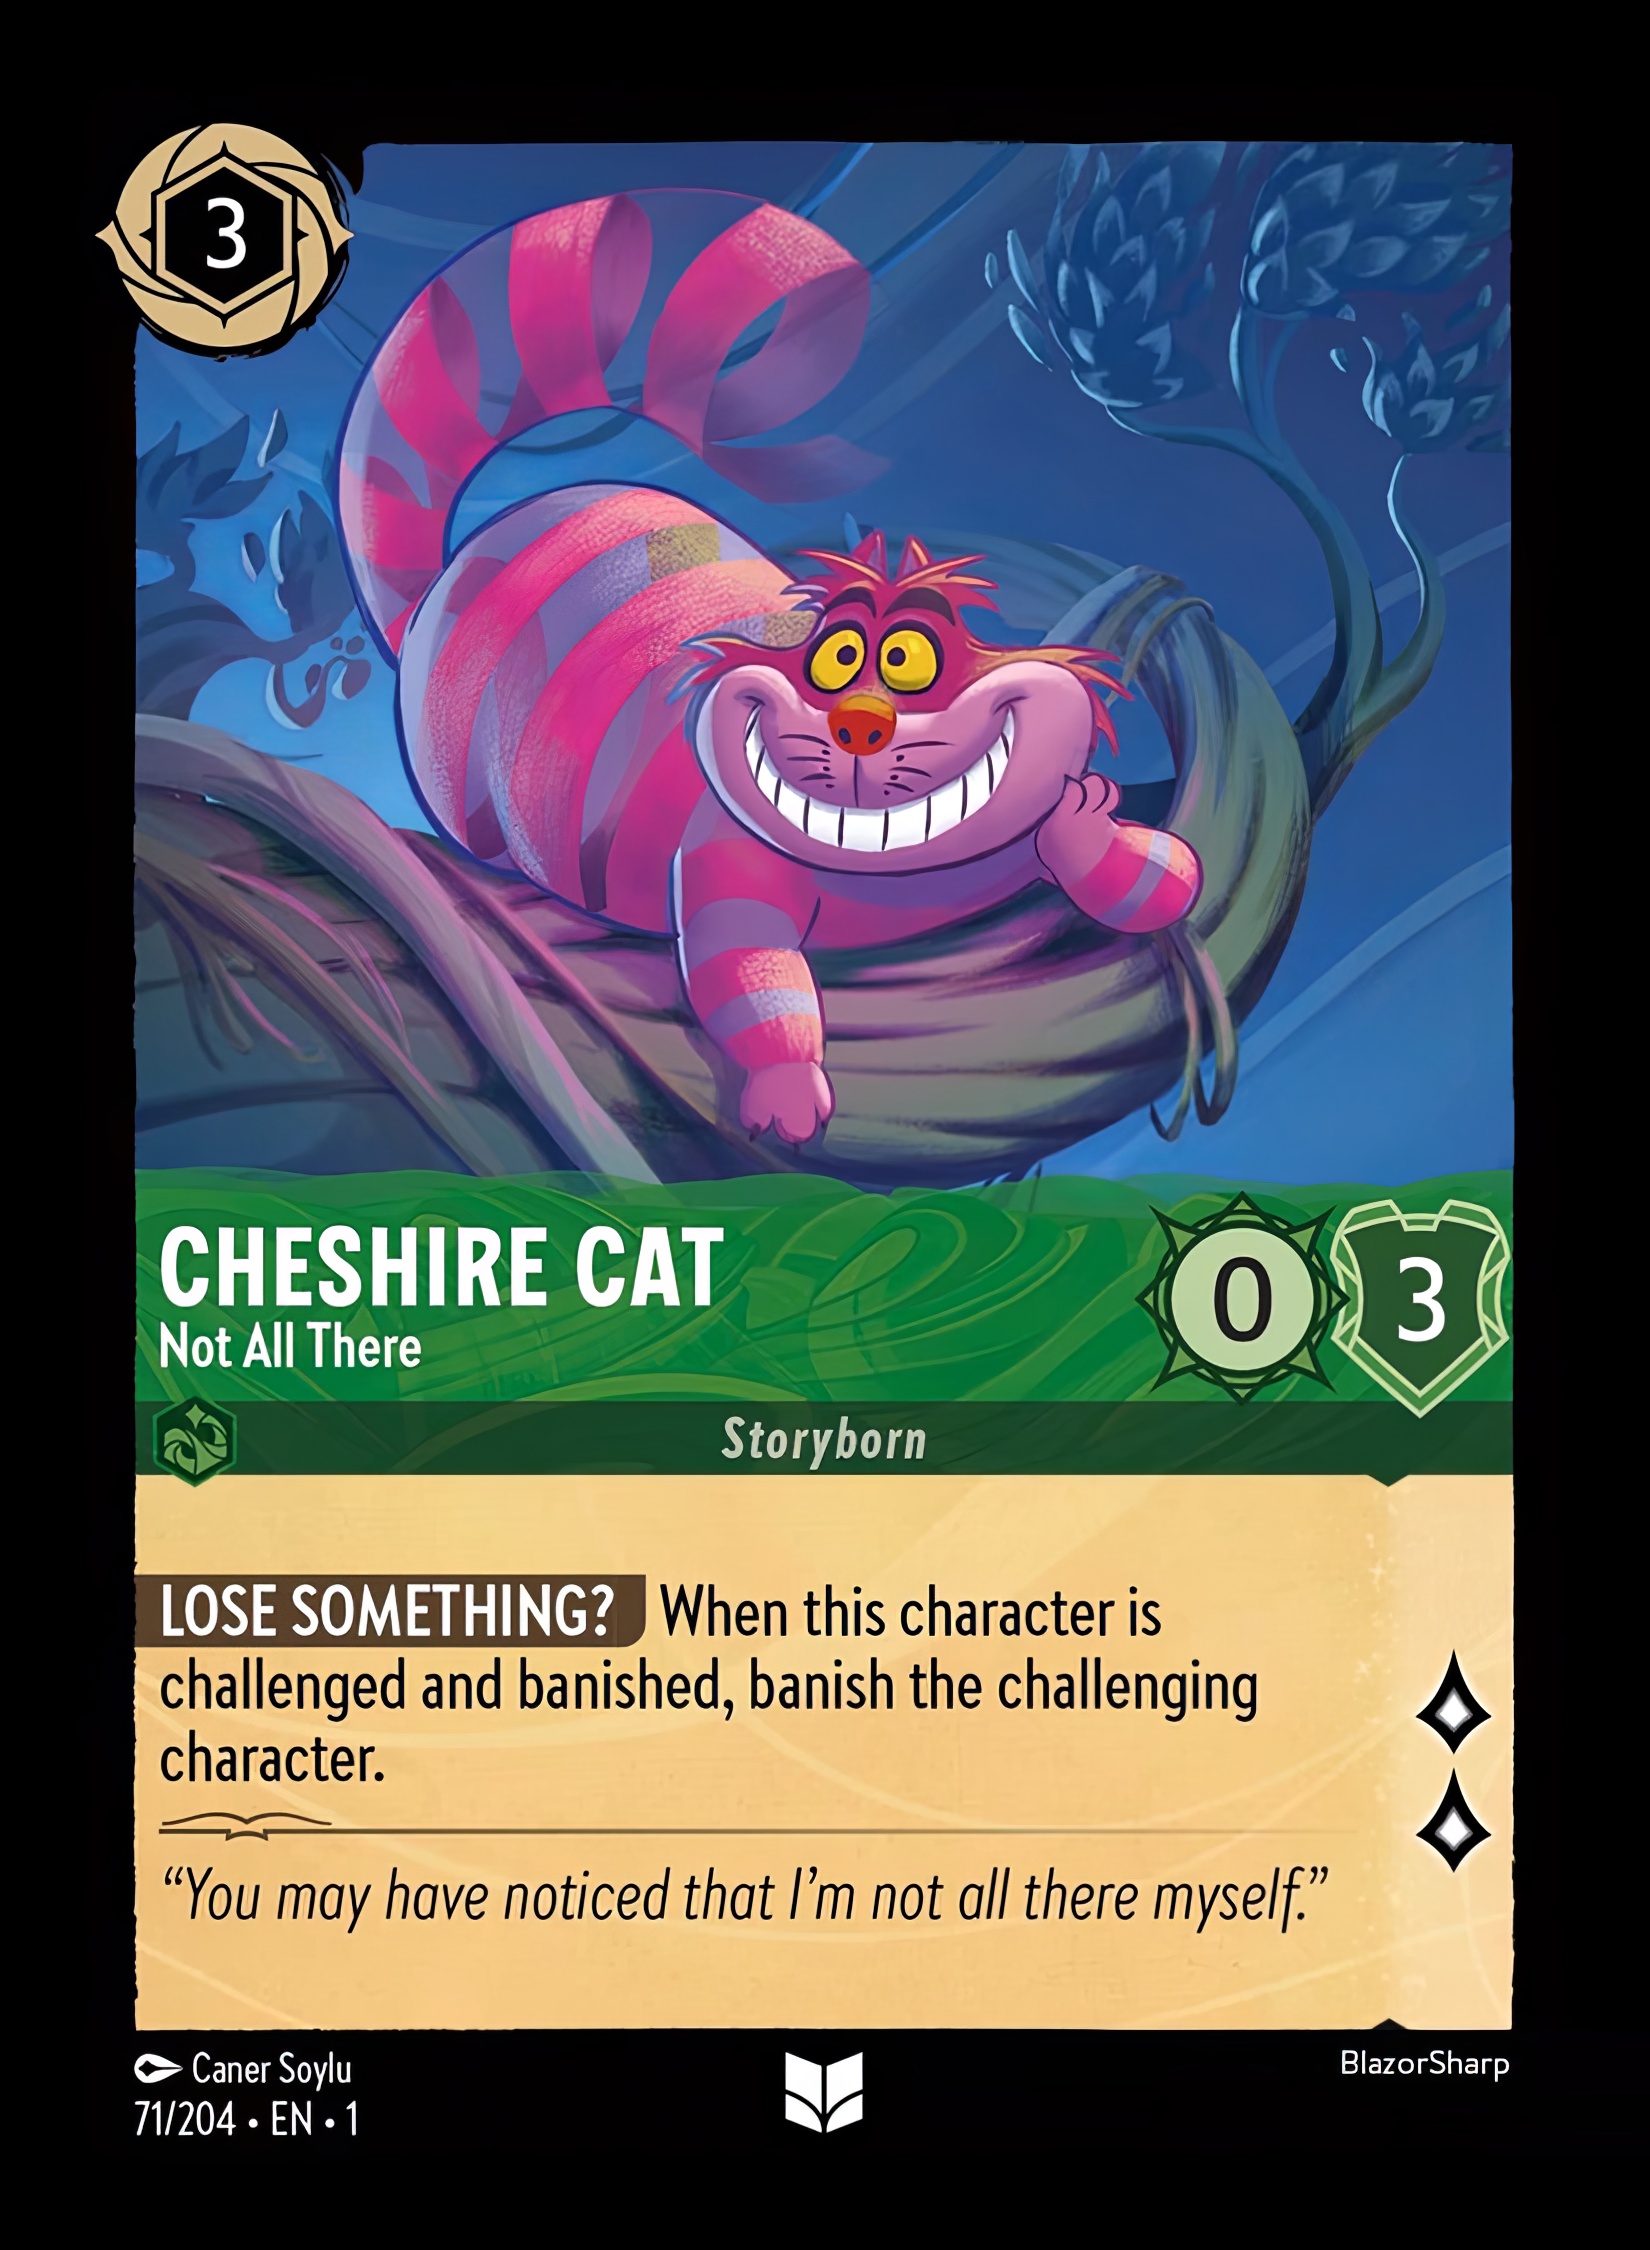 3
CHESHIRE CAT
Not All There
0
3
Storyborn
LOSE SOMETHING? When this character is
challenged and banished, banish the challenging
character.
“You may have noticed that I’m not all there myself.”
Caner Soylu
BlazorSharp
71/204 • EN • 1